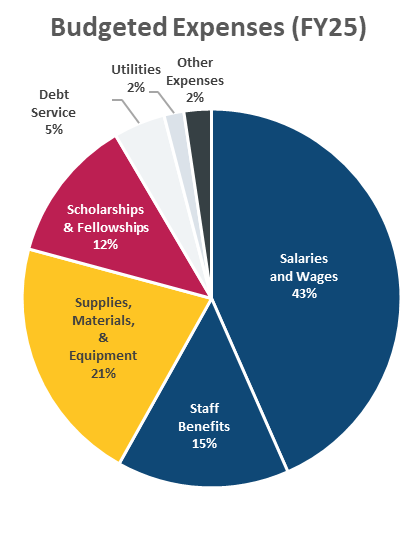 Budgeted Expenses (FY25)
Other
Expenses
2%
Utilities
2%
Debt
Service
5%
Scholarships
& Fellowships
12%
Salaries
and Wages
43%
Supplies,
Materials,
&
Equipment
21%
Staff
Benefits
15%